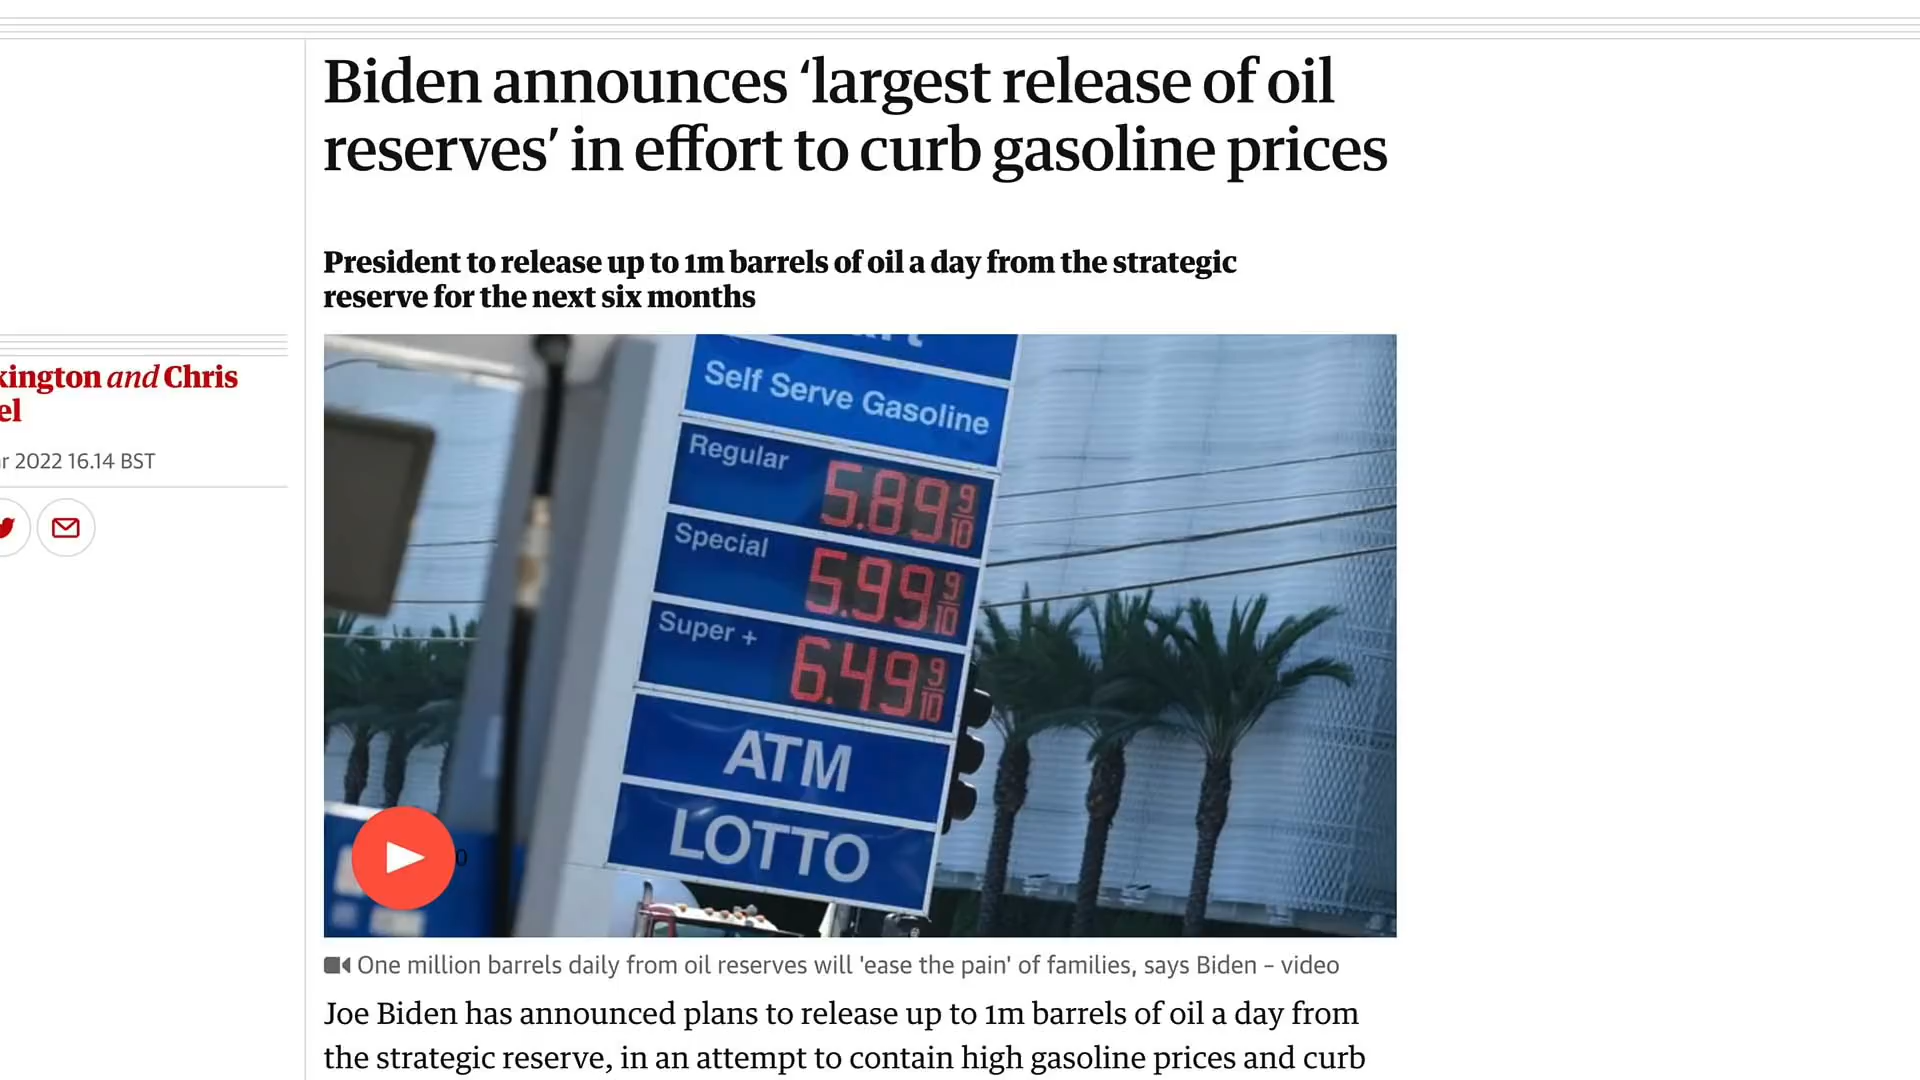 Biden announces ‘largest release of oil
reserves’ in effort to curb gasoline prices
President to release up to 1m barrels of oil a day from the strategic
reserve for the next six months
kington and Chris
el
r 2022 16.14 BST
Self Serve Gasoline
Regular 5.89 9/10
Special 5.99 9/10
Super + 6.49 9/10
ATM
LOTTO
One million barrels daily from oil reserves will 'ease the pain' of families, says Biden – video
Joe Biden has announced plans to release up to 1m barrels of oil a day from
the strategic reserve, in an attempt to contain high gasoline prices and curb